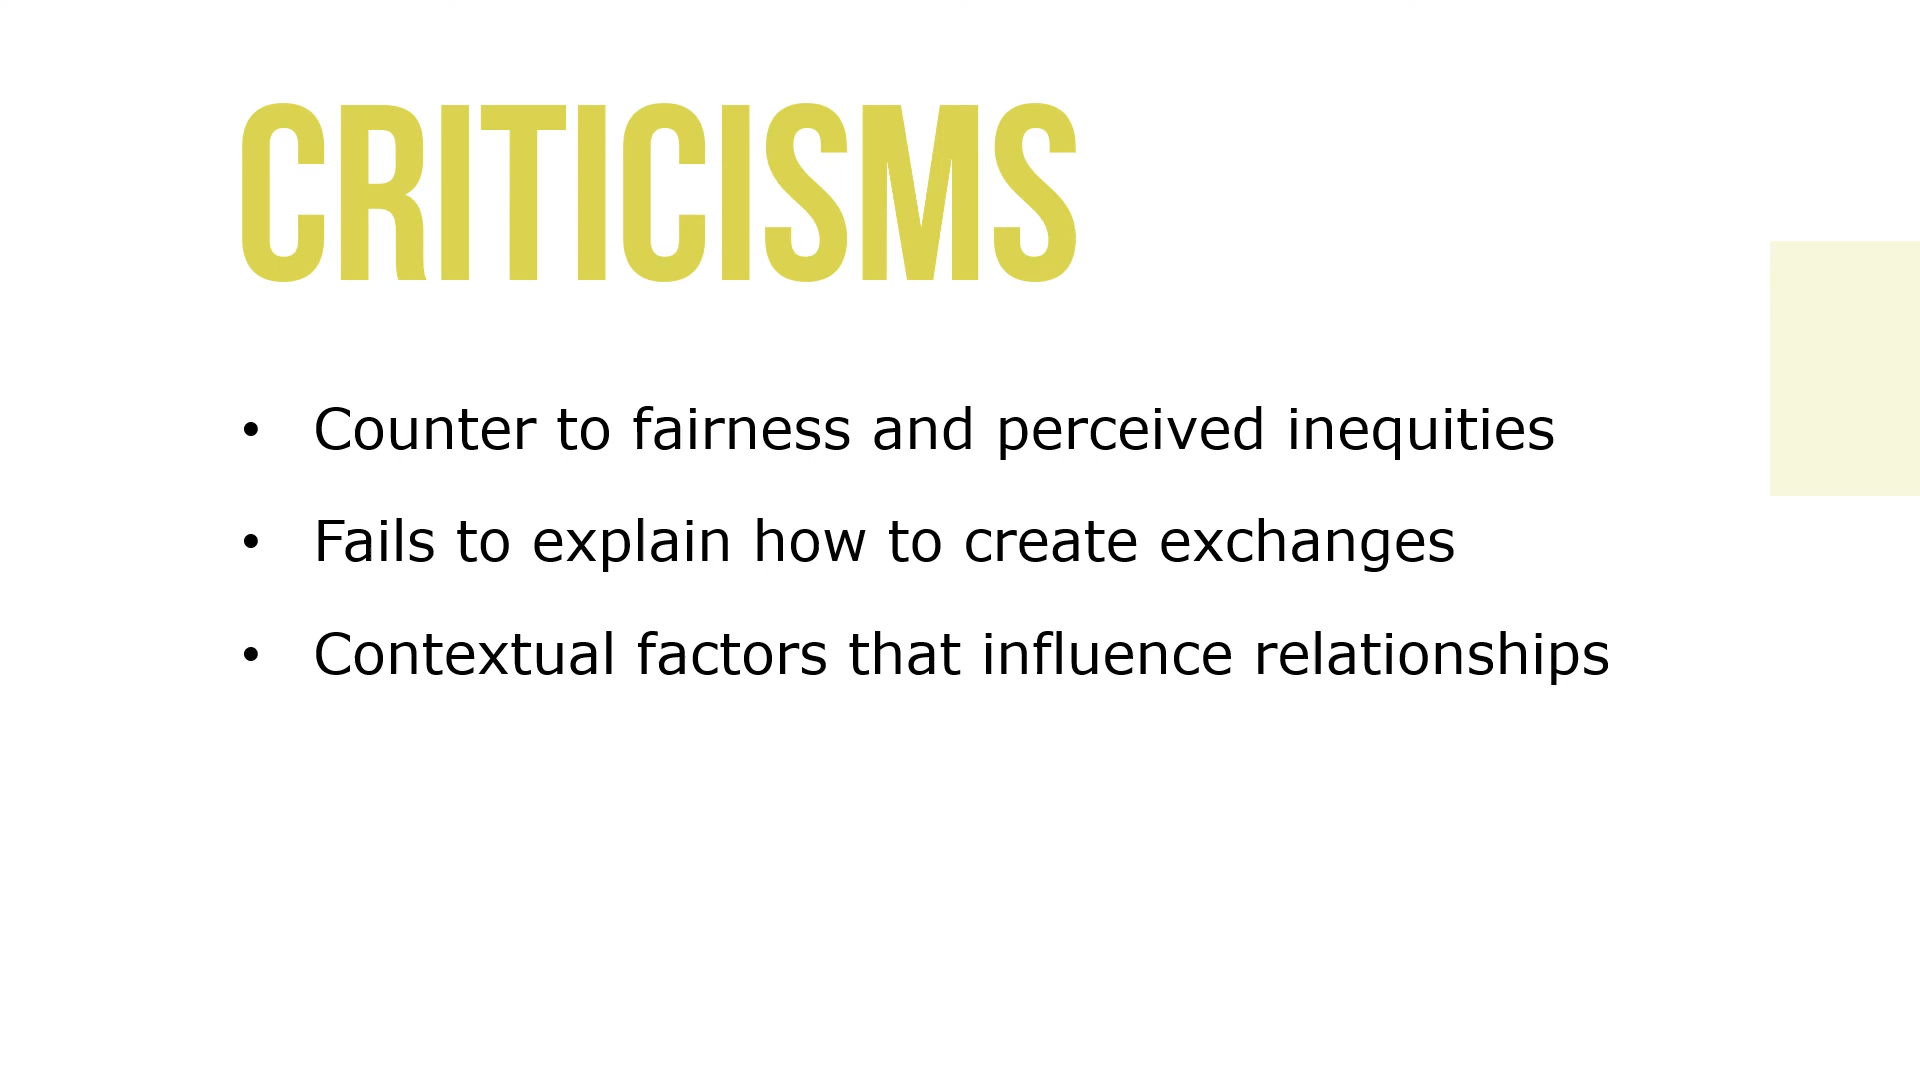 CRITICISMS
• Counter to fairness and perceived inequities
• Fails to explain how to create exchanges
• Contextual factors that influence relationships